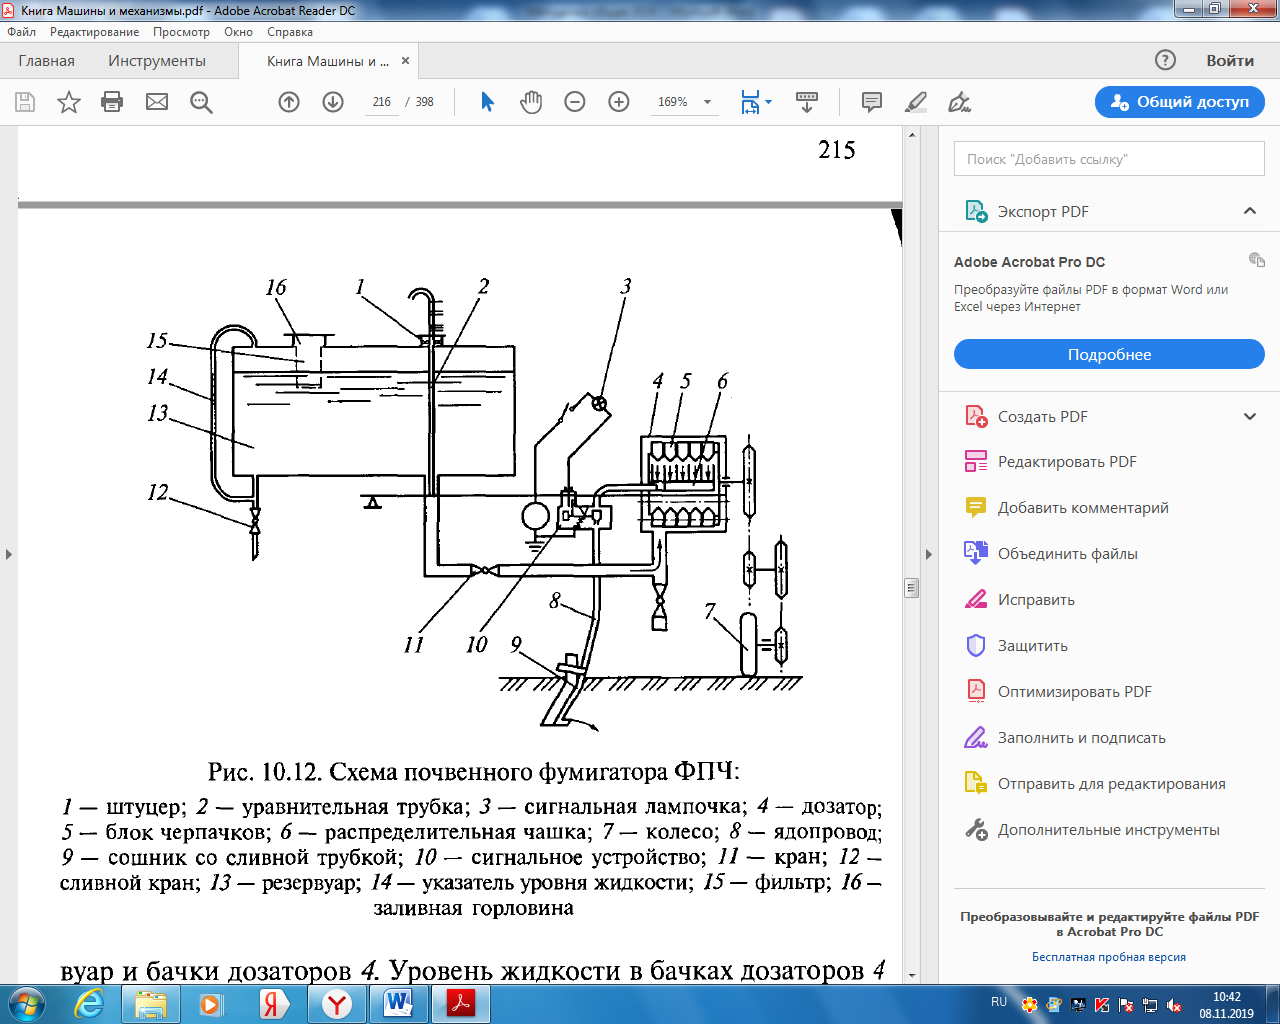 Книга Машины и механизмы.pdf - Adobe Acrobat Reader DC
Файл Редактирование Просмотр Окно Справка
Главная Инструменты Книга Машины и ... × ? Войти
216 / 398 169% Общий доступ
215
16 1 2 3
15
14 4 5 6
13
12
8 7
11 10 9
Рис. 10.12. Схема почвенного фумигатора ФПЧ:
1 — штуцер; 2 — уравнительная трубка; 3 — сигнальная лампочка; 4 — дозатор;
5 — блок черпачков; 6 — распределительная чашка; 7 — колесо; 8 — ядопровод;
9 — сошник со сливной трубкой; 10 — сигнальное устройство; 11 — кран; 12 –
сливной кран; 13 — резервуар; 14 — указатель уровня жидкости; 15 — фильтр; 16 –
заливная горловина
вуар и бачки дозаторов 4. Уровень жидкости в бачках дозаторов 4
Поиск "Добавить ссылку"
Экспорт PDF
Adobe Acrobat Pro DC
Преобразуйте файлы PDF в формат Word или
Excel через Интернет
Подробнее
Создать PDF
Редактировать PDF
Добавить комментарий
Объединить файлы
Исправить
Защитить
Оптимизировать PDF
Заполнить и подписать
Отправить для редактирования
Дополнительные инструменты
Преобразовывайте и редактируйте файлы PDF
в Acrobat Pro DC
Бесплатная пробная версия
RU 10:42
08.11.2019